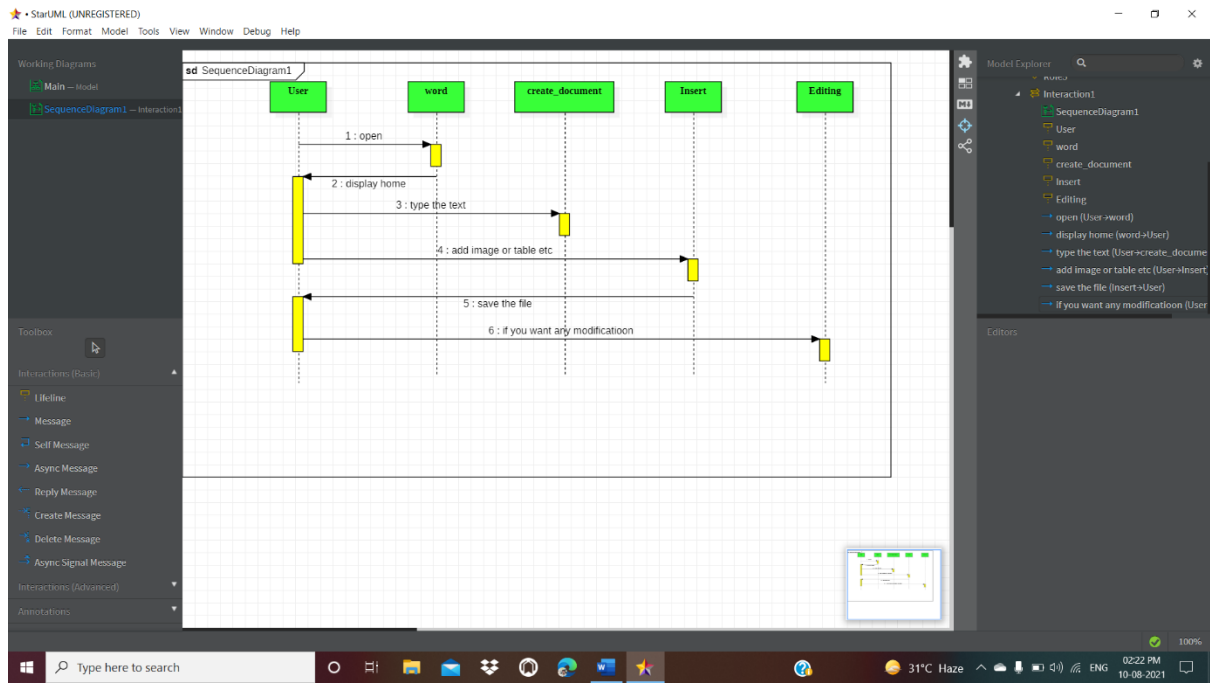 StarUML (UNREGISTERED)
File Edit Format Model Tools View Window Debug Help
Working Diagrams
Main — Model
SequenceDiagram1 — Interaction1
Toolbox
Interactions (Basic)
Lifeline
Message
Self Message
Async Message
Reply Message
Create Message
Delete Message
Async Signal Message
Interactions (Advanced)
Annotations
sd SequenceDiagram1
User word create_document Insert Editing
1 : open
2 : display home
3 : type the text
4 : add image or table etc
5 : save the file
6 : if you want any modificatioon
Model Explorer
Interaction1
SequenceDiagram1
User
word
create_document
Insert
Editing
open (User→word)
display home (word→User)
type the text (User→create_docume
add image or table etc (User→Insert)
save the file (Insert→User)
if you want any modificatioon (User
Editors
100%
Type here to search
31°C Haze
ENG
02:22 PM
10-08-2021